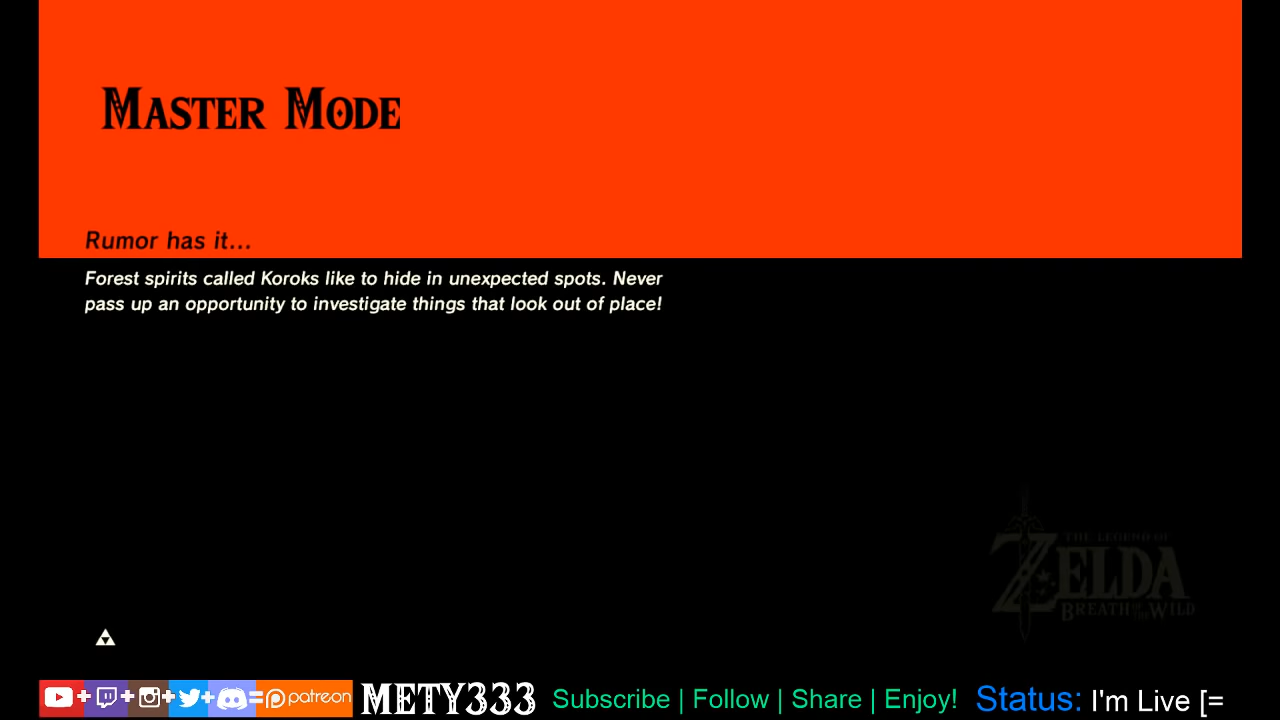 Master Mode
Rumor has it...
Forest spirits called Koroks like to hide in unexpected spots. Never
pass up an opportunity to investigate things that look out of place!
THE LEGEND OF
ZELDA
BREATH OF THE WILD
patreon METY333 Subscribe | Follow | Share | Enjoy! Status: I'm Live [=